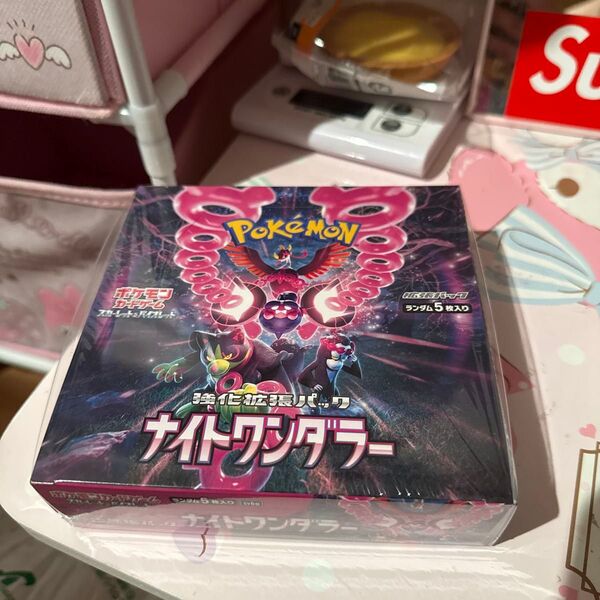 Su
POKÉMON
ポケモン
カードゲーム
スカーレット&バイオレット
拡張パック
ランダム5枚入り
強化拡張パック
ナイトワンダラー
ランダム5枚入り sv6a
ナイトワンダラー